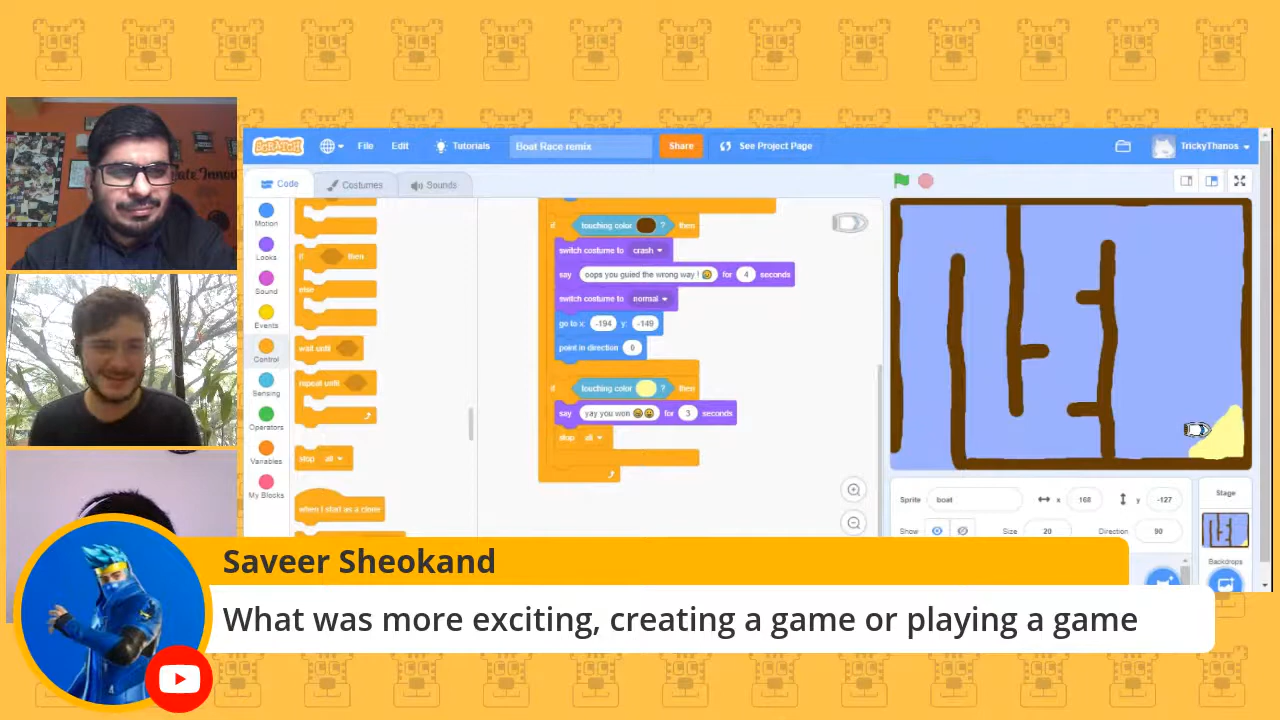 SCRATCH File Edit Tutorials Boat Race remix Share See Project Page TrickyThanos
Code Costumes Sounds
Motion
Looks
Sound
Events
Control
Sensing
Operators
Variables
My Blocks
if then
else
wait until
repeat until
stop all
when I start as a clone
if touching color ? then
switch costume to crash
say oops you guied the wrong way ! for 4 seconds
switch costume to normal
go to x: -194 y: -149
point in direction 0
if touching color ? then
say yay you won for 3 seconds
stop all
Sprite boat x 168 y -127
Show Size 20 Direction 90
Stage
Backdrops
Saveer Sheokand
What was more exciting, creating a game or playing a game